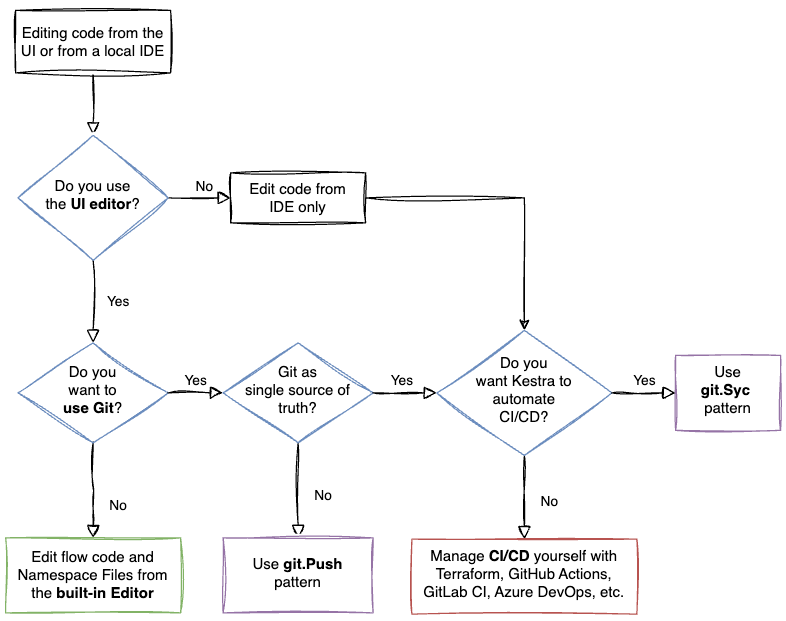 Editing code from the
UI or from a local IDE
Do you use
the UI editor?
No
Edit code from
IDE only
Yes
Do you
want to
use Git?
Yes
Git as
single source of
truth?
Yes
Do you
want Kestra to
automate
CI/CD?
Yes
Use
git.Syc
pattern
No
No
No
Edit flow code and
Namespace Files from
the built-in Editor
Use git.Push
pattern
Manage CI/CD yourself with
Terraform, GitHub Actions,
GitLab CI, Azure DevOps, etc.